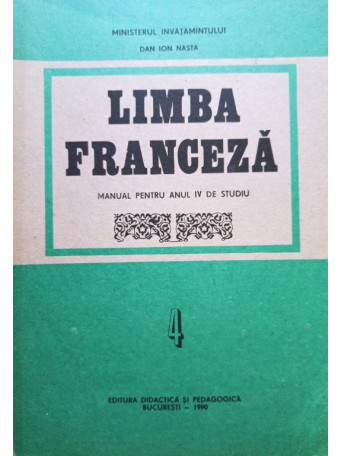 MINISTERUL INVĂȚĂMÎNTULUI
DAN ION NASTA
LIMBA
FRANCEZĂ
MANUAL PENTRU ANUL IV DE STUDIU
4
EDITURA DIDACTICĂ ȘI PEDAGOGICĂ
BUCUREȘTI – 1990